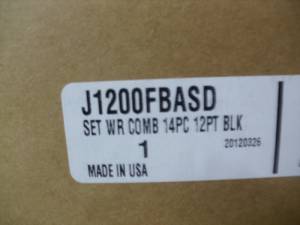 J1200FBASD
SET WR COMB 14PC 12PT BLK
1 20120326
MADE IN USA